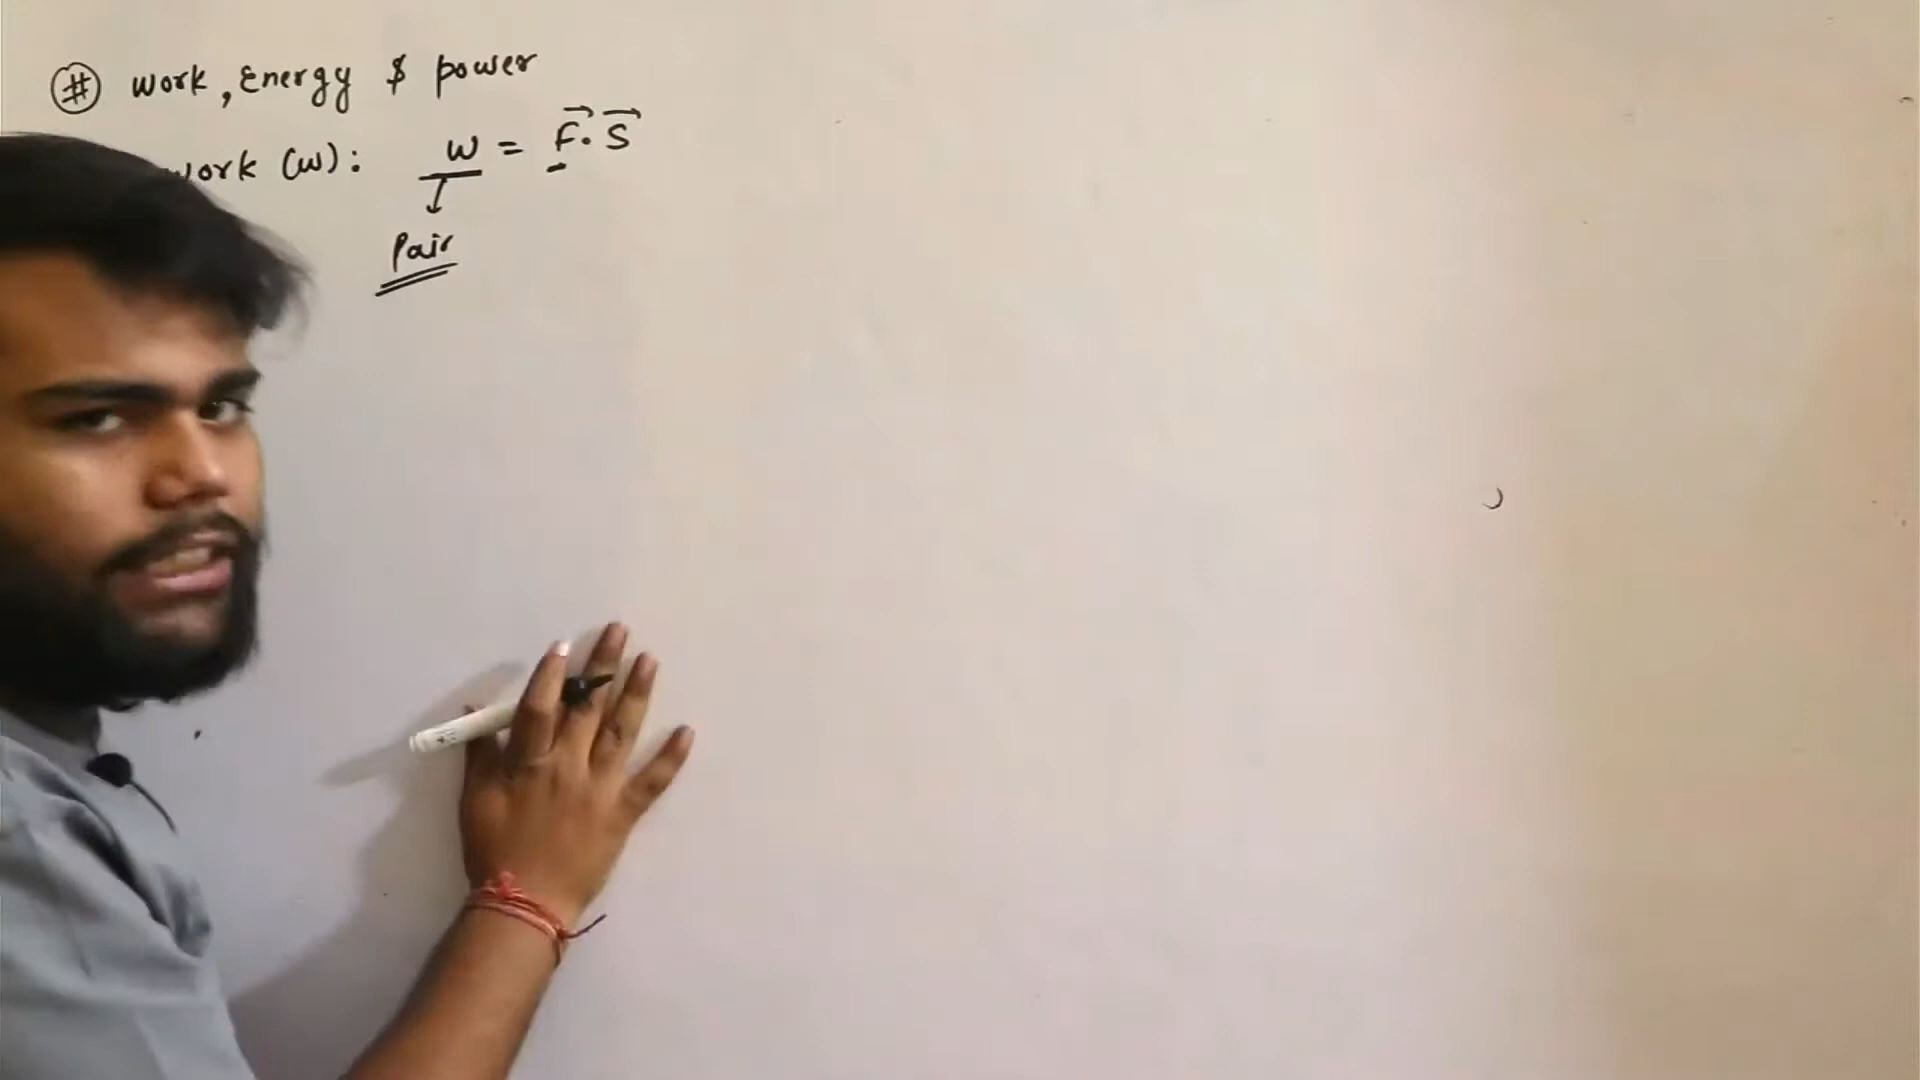 # work, Energy $ power
work (w): w = F⃗. S⃗
↓
Pair